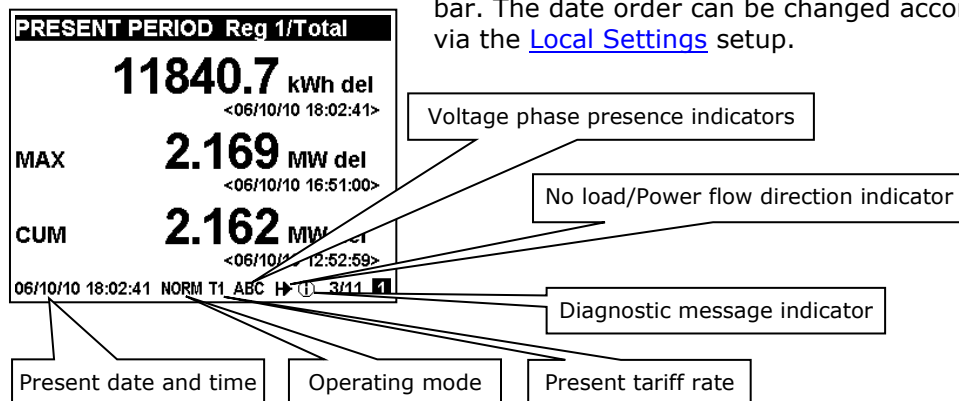 bar. The date order can be changed
via the Local Settings setup.
PRESENT PERIOD Reg 1/Total
11840.7 kWh del
<06/10/10 18:02:41>
MAX 2.169 MW del
<06/10/10 16:51:00>
CUM 2.162
<06/10/10 12:52:59>
06/10/10 18:02:41 NORM T1 ABC 3/11 1
Voltage phase presence indicators
No load/Power flow direction indicator
Diagnostic message indicator
Present date and time
Operating mode
Present tariff rate